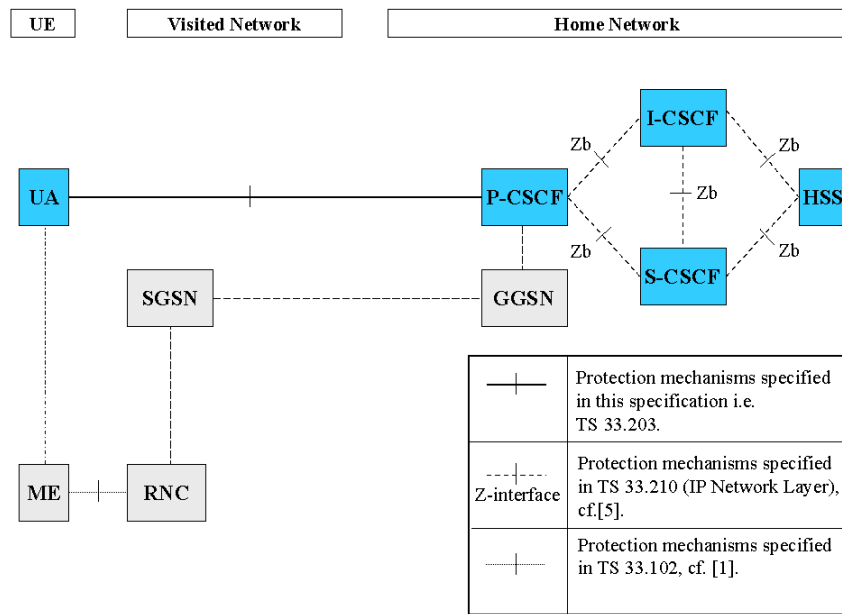 UE
Visited Network
Home Network
I-CSCF
Zb
Zb
UA
P-CSCF
Zb
HSS
Zb
Zb
S-CSCF
SGSN
GGSN
Protection mechanisms specified
in this specification i.e.
TS 33.203.
ME
RNC
Z-interface
Protection mechanisms specified
in TS 33.210 (IP Network Layer),
cf.[5].
Protection mechanisms specified
in TS 33.102, cf. [1].